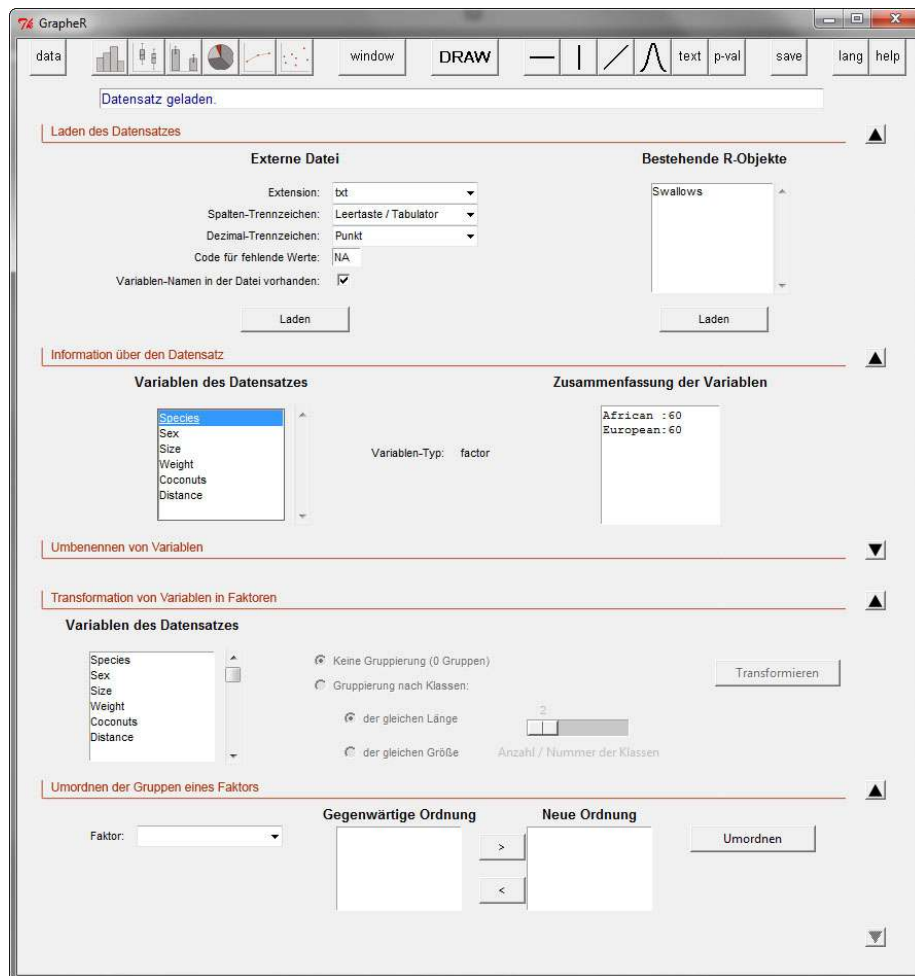 GrapheR
data window DRAW text p-val save lang help
Datensatz geladen.
Laden des Datensatzes
Externe Datei
Bestehende R-Objekte
Extension: txt
Spalten-Trennzeichen: Leertaste / Tabulator
Dezimal-Trennzeichen: Punkt
Code für fehlende Werte: NA
Variablen-Namen in der Datei vorhanden:
Swallows
Laden
Laden
Information über den Datensatz
Variablen des Datensatzes
Zusammenfassung der Variablen
Species
Sex
Size
Weight
Coconuts
Distance
Variablen-Typ: factor
African :60
European:60
Umbenennen von Variablen
Transformation von Variablen in Faktoren
Variablen des Datensatzes
Species
Sex
Size
Weight
Coconuts
Distance
Keine Gruppierung (0 Gruppen)
Gruppierung nach Klassen:
der gleichen Länge
der gleichen Größe
2
Anzahl / Nummer der Klassen
Transformieren
Umordnen der Gruppen eines Faktors
Faktor:
Gegenwärtige Ordnung
Neue Ordnung
>
<
Umordnen